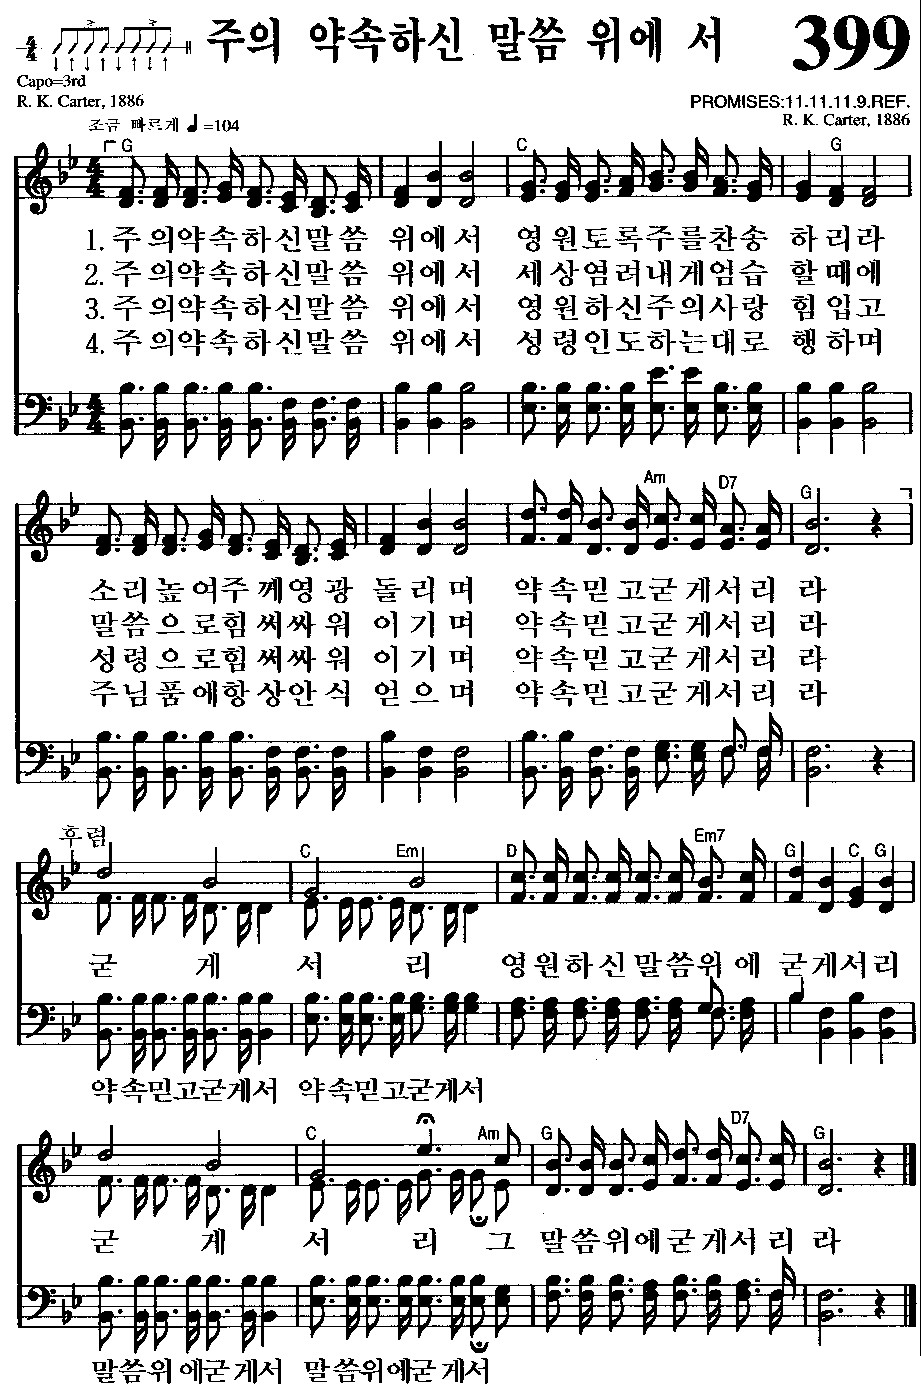 주의 약속하신 말씀 위에 서 399
Capo=3rd
R. K. Carter, 1886
PROMISES:11.11.11.9.REF.
R. K. Carter, 1886
조금 빠르게 ♩=104
G C G
1. 주의약속하신말씀 위에서 영원토록주를찬송 하리라
2. 주의약속하신말씀 위에서 세상염려내게엄습 할때에
3. 주의약속하신말씀 위에서 영원하신주의사랑 힘입고
4. 주의약속하신말씀 위에서 성령인도하는대로 행하며
Am D7 G
소리높여주께영광 돌리며 약속믿고굳게서리 라
말씀으로힘써싸워 이기며 약속믿고굳게서리 라
성령으로힘써싸워 이기며 약속믿고굳게서리 라
주님품애항상안식 얻으며 약속믿고굳게서리 라
후렴
C Em D Em7 G C G
굳 게 서 리 영원하신말씀위에 굳게서리
약속믿고굳게서 약속믿고굳게서
C Am G D7 G
굳 게 서 리 그 말씀위에굳게서리 라
말씀위에굳게서 말씀위에굳게서